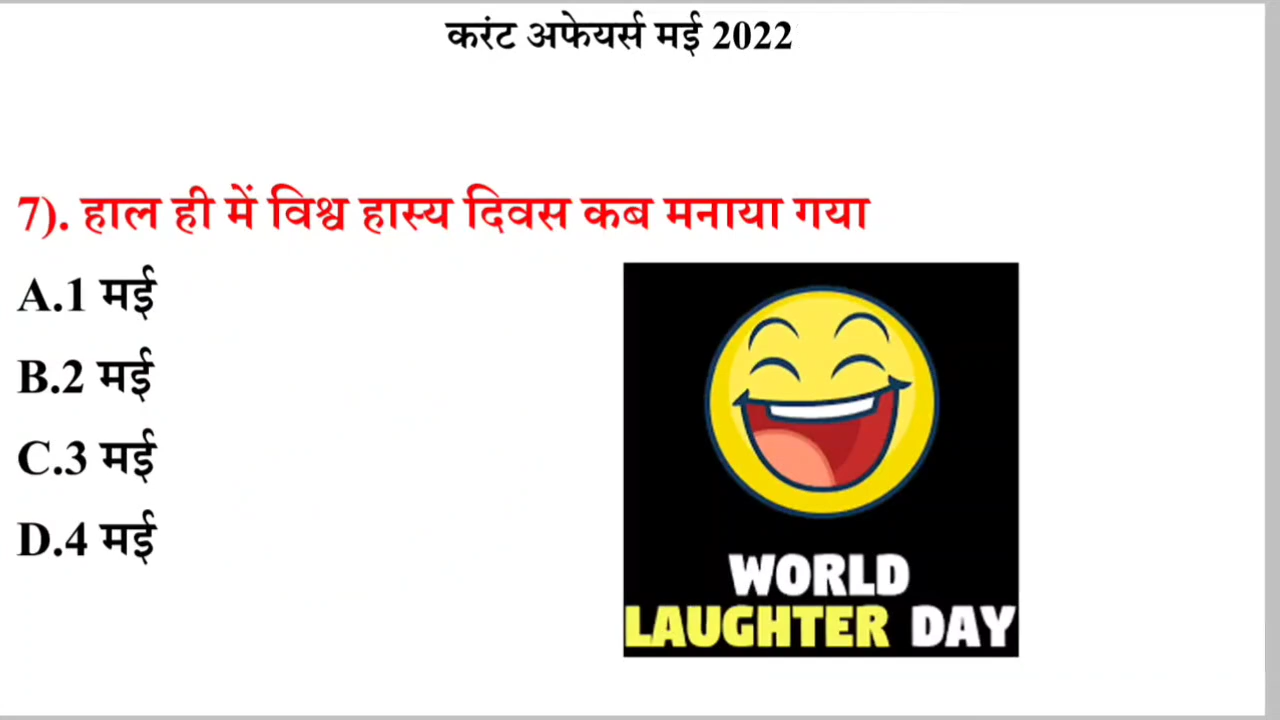 करंट अफेयर्स मई 2022
7). हाल ही में विश्व हास्य दिवस कब मनाया गया
A.1 मई
B.2 मई
C.3 मई
D.4 मई
WORLD
LAUGHTER DAY